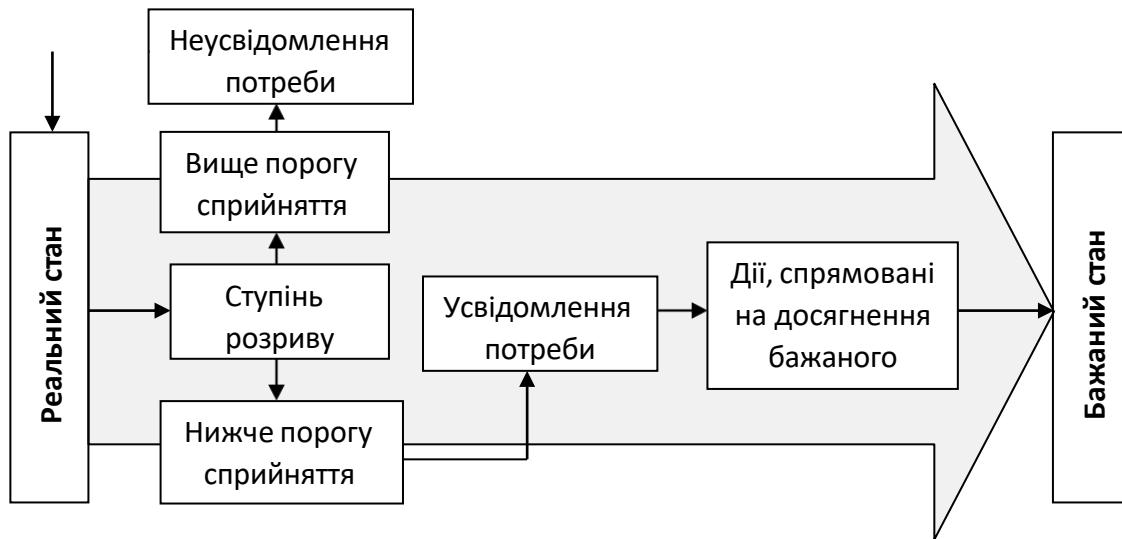 Неусвідомлення
потреби
Реальний стан
Вище порогу
сприйняття
Ступінь
розриву
Нижче порогу
сприйняття
Усвідомлення
потреби
Дії, спрямовані
на досягнення
бажаного
Бажаний стан